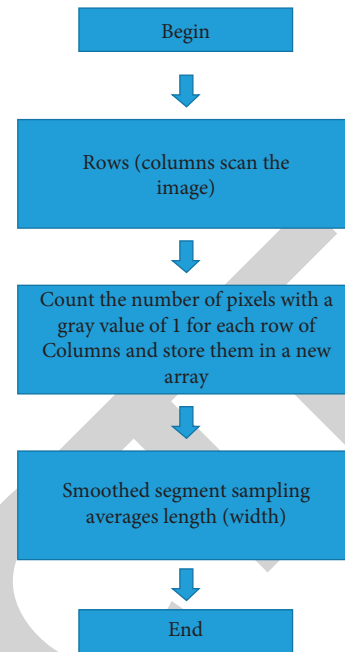 Begin
Rows (columns scan the
image)
Count the number of pixels with a
gray value of 1 for each row of
Columns and store them in a new
array
Smoothed segment sampling
averages length (width)
End